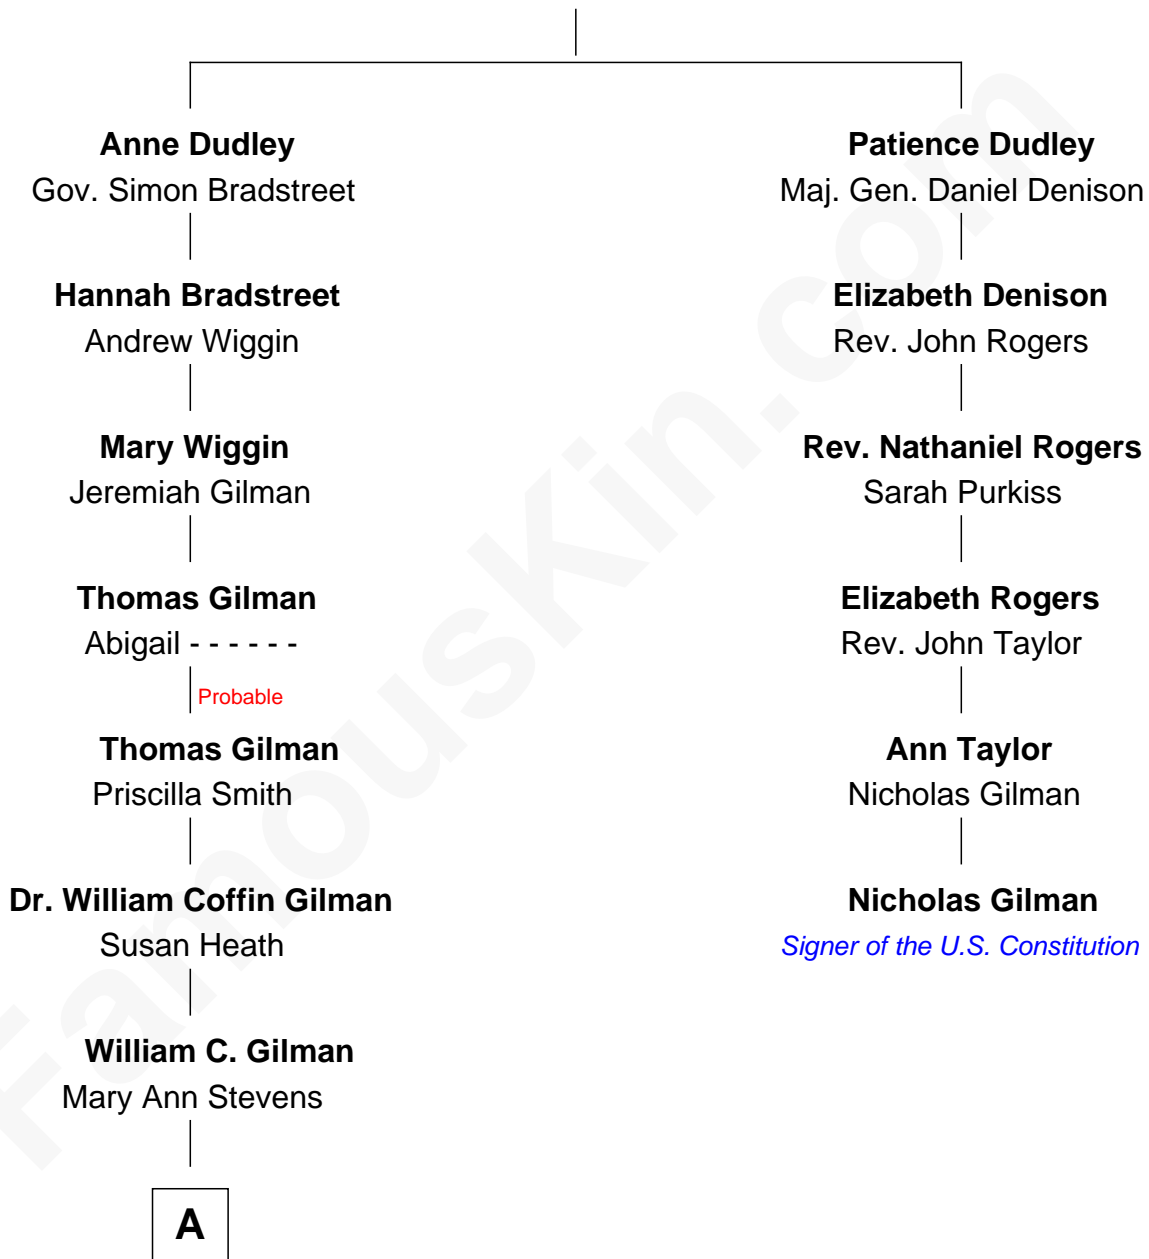 Anne Dudley
Gov. Simon Bradstreet
Hannah Bradstreet
Andrew Wiggin
Mary Wiggin
Jeremiah Gilman
Thomas Gilman
Abigail - - - - - -
Probable
Thomas Gilman
Priscilla Smith
Dr. William Coffin Gilman
Susan Heath
William C. Gilman
Mary Ann Stevens
A
Patience Dudley
Maj. Gen. Daniel Denison
Elizabeth Denison
Rev. John Rogers
Rev. Nathaniel Rogers
Sarah Purkiss
Elizabeth Rogers
Rev. John Taylor
Ann Taylor
Nicholas Gilman
Nicholas Gilman
Signer of the U.S. Constitution
FamousKin.com